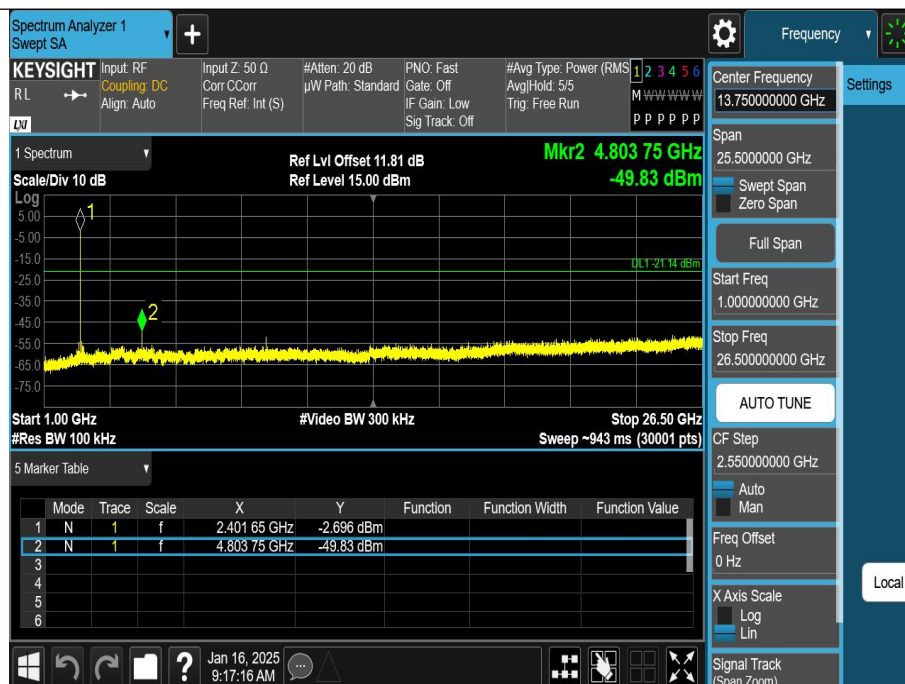 Spectrum Analyzer 1
Swept SA
+
Frequency
KEYSIGHT
RL
LXI
Input: RF
Coupling: DC
Align: Auto
Input Z: 50 Ω
Corr CCorr
Freq Ref: Int (S)
#Atten: 20 dB
µW Path: Standard
PNO: Fast
Gate: Off
IF Gain: Low
Sig Track: Off
#Avg Type: Power (RMS
Avg|Hold: 5/5
Trig: Free Run
1 2 3 4 5 6
M W W W W W
P P P P P P
1 Spectrum
Scale/Div 10 dB
Ref Lvl Offset 11.81 dB
Ref Level 15.00 dBm
Mkr2 4.803 75 GHz
-49.83 dBm
Log
5.00
-5.00
-15.0
-25.0
-35.0
-45.0
-55.0
-65.0
-75.0
1
2
DL1 -21.14 dBm
Start 1.00 GHz
#Video BW 300 kHz
Stop 26.50 GHz
#Res BW 100 kHz
Sweep ~943 ms (30001 pts)
5 Marker Table
Mode Trace Scale X Y Function Function Width Function Value
1 N 1 f 2.401 65 GHz -2.696 dBm
2 N 1 f 4.803 75 GHz -49.83 dBm
3
4
5
6
?
Jan 16, 2025
9:17:16 AM
Center Frequency
13.750000000 GHz
Settings
Span
25.5000000 GHz
Swept Span
Zero Span
Full Span
Start Freq
1.000000000 GHz
Stop Freq
26.500000000 GHz
AUTO TUNE
CF Step
2.550000000 GHz
Auto
Man
Freq Offset
0 Hz
X Axis Scale
Log
Lin
Local
Signal Track
(Span Zoom)